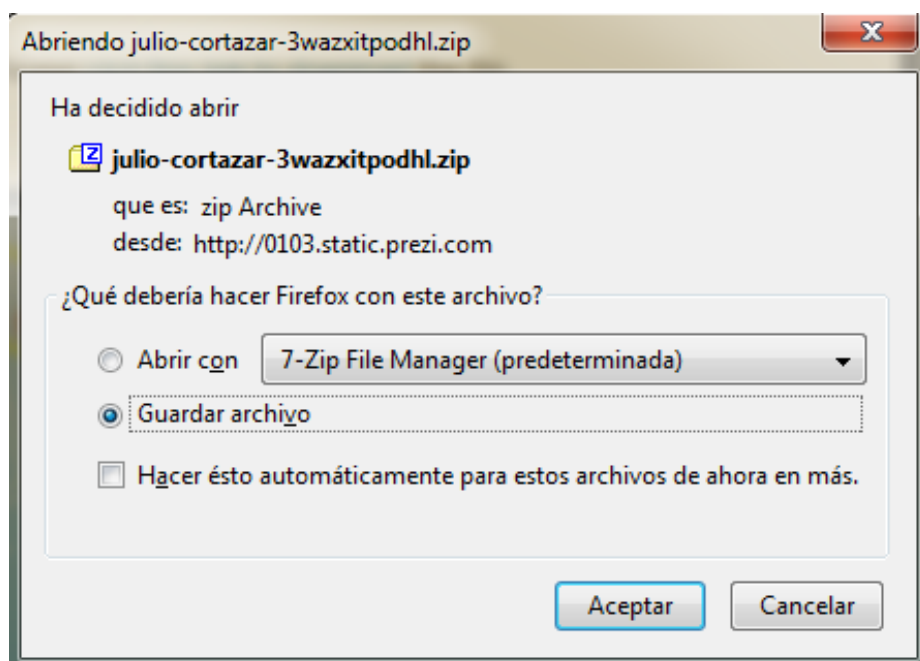 Abriendo julio-cortazar-3wazxitpodhl.zip
Ha decidido abrir
julio-cortazar-3wazxitpodhl.zip
que es: zip Archive
desde: http://0103.static.prezi.com
¿Qué debería hacer Firefox con este archivo?
Abrir con 7-Zip File Manager (predeterminada)
Guardar archivo
Hacer ésto automáticamente para estos archivos de ahora en más.
Aceptar Cancelar